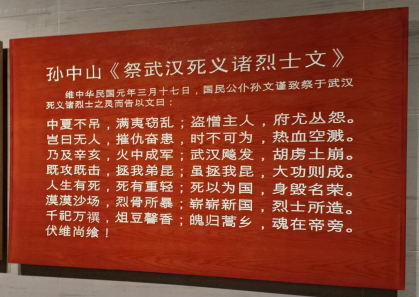 孙中山《祭武汉死义诸烈士文》
维中华民国元年三月十七日，国民公仆孙文谨致祭于武汉
死义诸烈士之灵而告以文曰：
中夏不吊，满夷窃乱；盗憎主人，府尤丛怨。
岂曰无人，摧仇奋患，时不可为，热血空溅。
乃及辛亥，火中成军；武汉飚发，胡虏土崩。
既攻既击，拯我弟昆；虽拯我昆，大功则成。
人生有死，死有重轻；死以为国，身毁名荣。
漠漠沙场，烈骨所暴；崭崭新国，烈士所造。
千祀万禩，俎豆馨香；魄归蒿乡，魂在帝旁。
伏维尚飨！